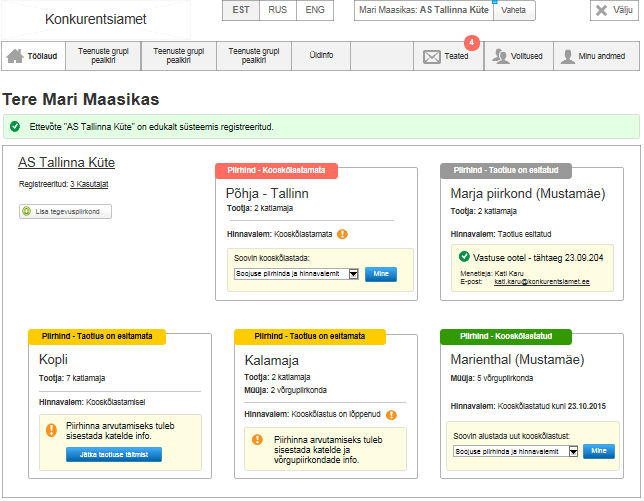 Konkurentsiamet
EST RUS ENG
Mari Maasikas: AS Tallinna Küte Vaheta
Välju
Töölaud
Teenuste grupi pealkiri
Teenuste grupi pealkiri
Teenuste grupi pealkiri
Üldinfo
Teated
4
Volitused
Minu andmed
Tere Mari Maasikas
Ettevõte "AS Tallinna Küte" on edukalt süsteemis registreeritud.
AS Tallinna Küte
Registreeritud: 3 Kasutajat
Lisa tegevuspiirkond
Piirhind - Kooskõlastamata
Põhja - Tallinn
Tootja: 2 katlamaja
Hinnavalem: Kooskõlastamata
Soovin kooskõlastada:
Soojuse piirhinda ja hinnavalemit
Mine
Piirhind - Taotlus on esitatud
Marja piirkond (Mustamäe)
Tootja: 2 katlamaja
Hinnavalem: Taotlus esitatud
Vastuse ootel - tähtaeg 23.09.204
Menetleja: Kati Karu
E-post: kati.karu@konkurentsiamet.ee
Piirhind - Taotlus on esitamata
Kopli
Tootja: 7 katlamaja
Hinnavalem: Kooskõlastamisel
Piirhinna arvutamiseks tuleb
sisestada katelde info.
Jätka taotluse täitmist
Piirhind - Taotlus on esitamata
Kalamaja
Tootja: 2 katlamaja
Müüja: 2 võrgupiirkonda
Hinnavalem: Kooskõlastus on lõppenud
Piirhinna arvutamiseks tuleb
sisestada katelde ja
võrgupiirkondade info.
Piirhind - Kooskõlastatud
Marienthal (Mustamäe)
Müüja: 5 võrgupiirkonda
Hinnavalem: Kooskõlastatud kuni 23.10.2015
Soovin alustada uut kooskõlastust:
Soojuse piirhinda ja hinnavalemit
Mine